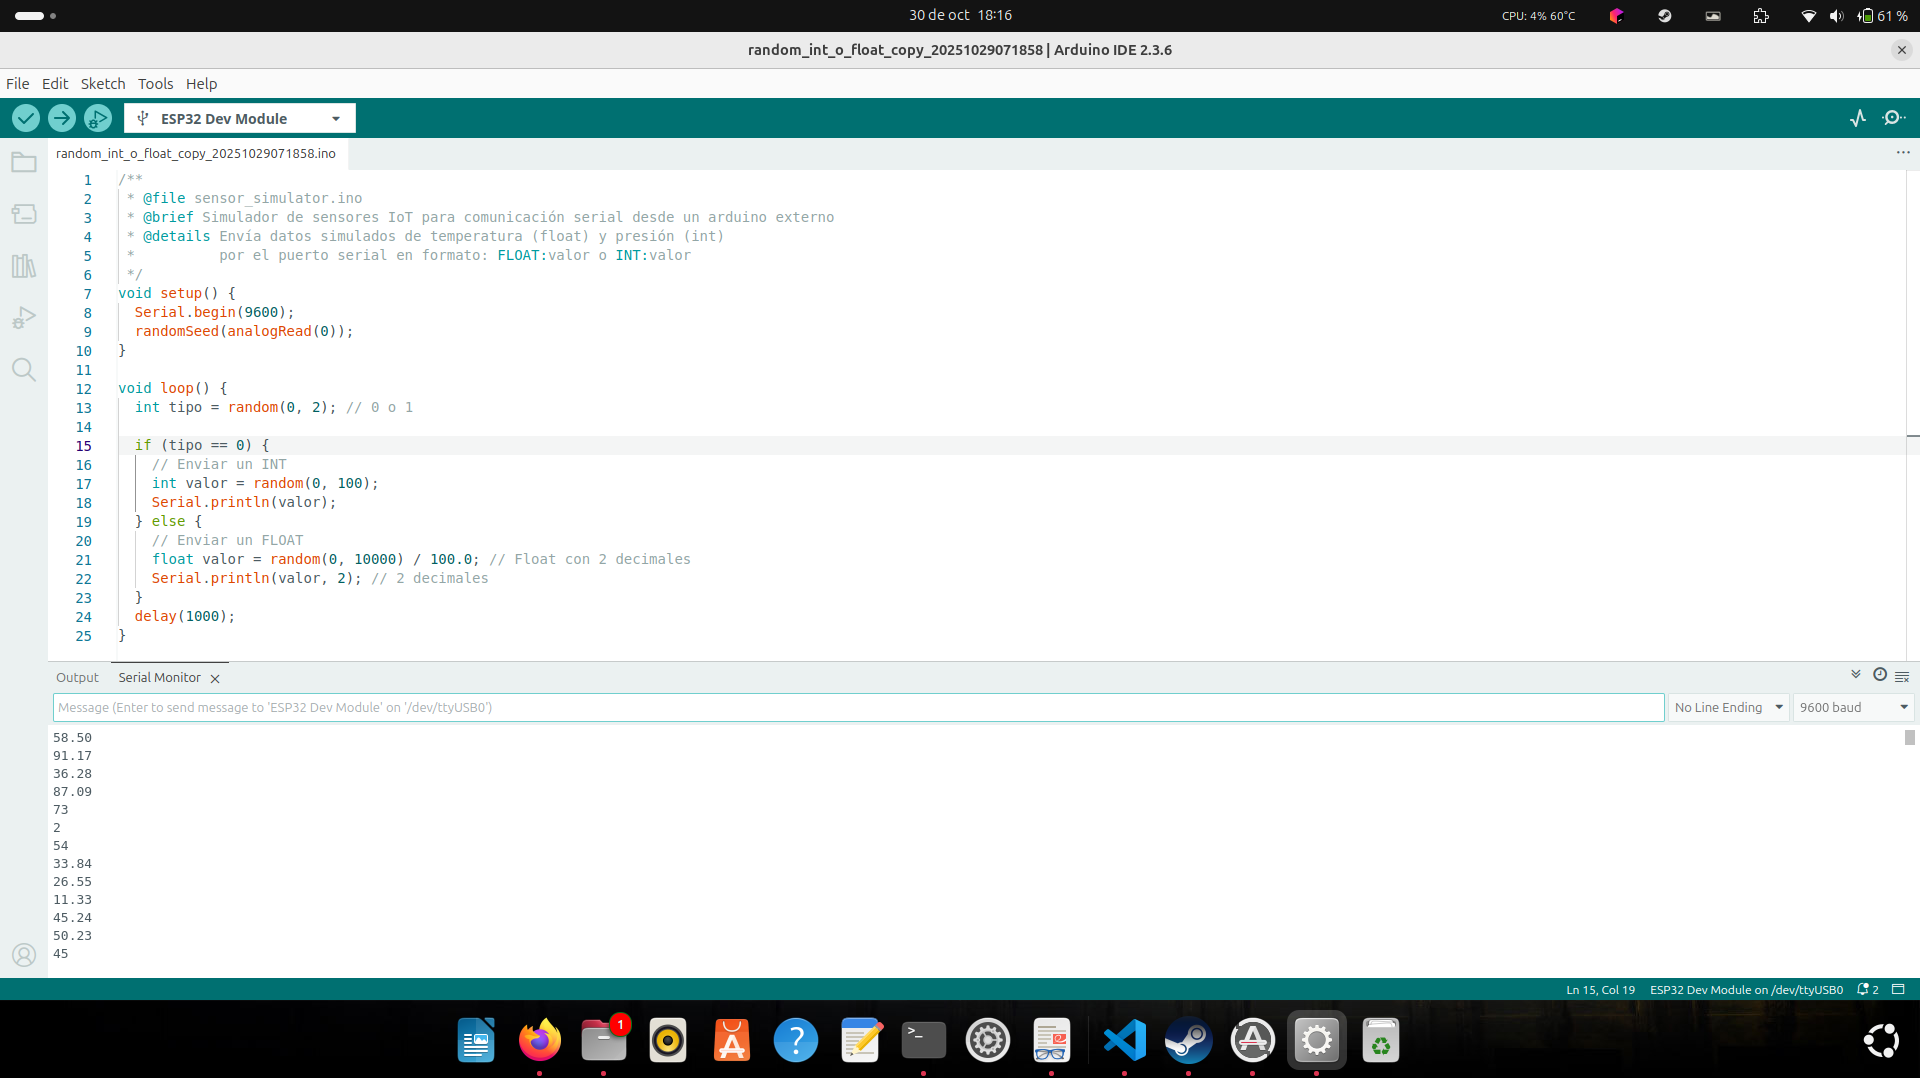 30 de oct 18:16
CPU: 4% 60°C
61 %
random_int_o_float_copy_20251029071858 | Arduino IDE 2.3.6
File Edit Sketch Tools Help
ESP32 Dev Module
random_int_o_float_copy_20251029071858.ino
1 /**
2 * @file sensor_simulator.ino
3 * @brief Simulador de sensores IoT para comunicación serial desde un arduino externo
4 * @details Envía datos simulados de temperatura (float) y presión (int)
5 * por el puerto serial en formato: FLOAT:valor o INT:valor
6 */
7 void setup() {
8 Serial.begin(9600);
9 randomSeed(analogRead(0));
10 }
11
12 void loop() {
13 int tipo = random(0, 2); // 0 o 1
14
15 if (tipo == 0) {
16 // Enviar un INT
17 int valor = random(0, 100);
18 Serial.println(valor);
19 } else {
20 // Enviar un FLOAT
21 float valor = random(0, 10000) / 100.0; // Float con 2 decimales
22 Serial.println(valor, 2); // 2 decimales
23 }
24 delay(1000);
25 }
Output Serial Monitor
Message (Enter to send message to 'ESP32 Dev Module' on '/dev/ttyUSB0')
No Line Ending
9600 baud
58.50
91.17
36.28
87.09
73
2
54
33.84
26.55
11.33
45.24
50.23
45
Ln 15, Col 19 ESP32 Dev Module on /dev/ttyUSB0 2
1